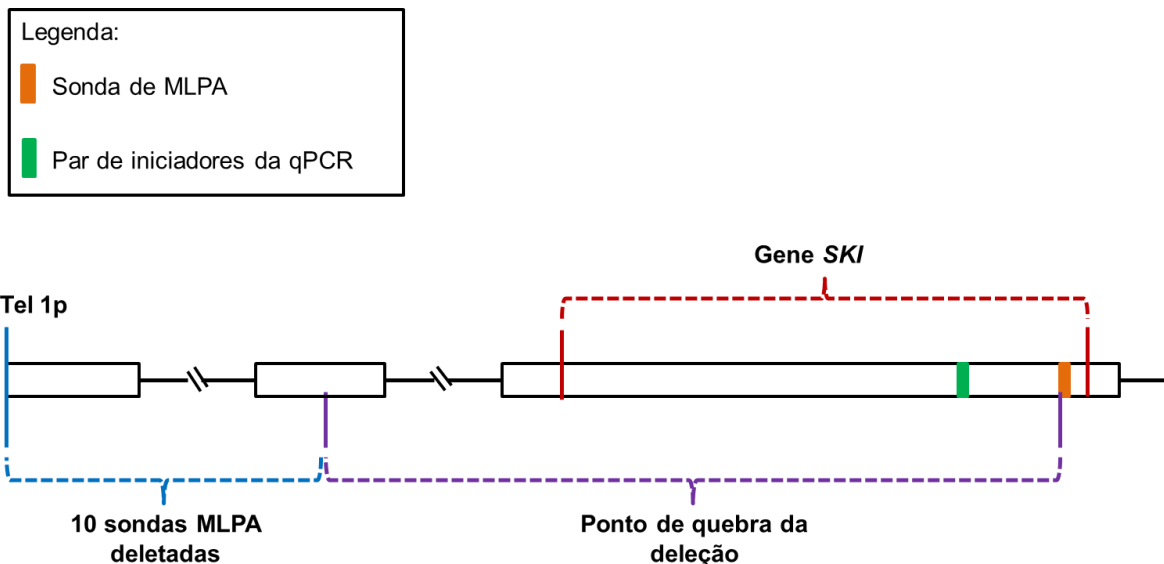 Legenda:
Sonda de MLPA
Par de iniciadores da qPCR
Gene SKI
Tel 1p
10 sondas MLPA
deletadas
Ponto de quebra da
deleção